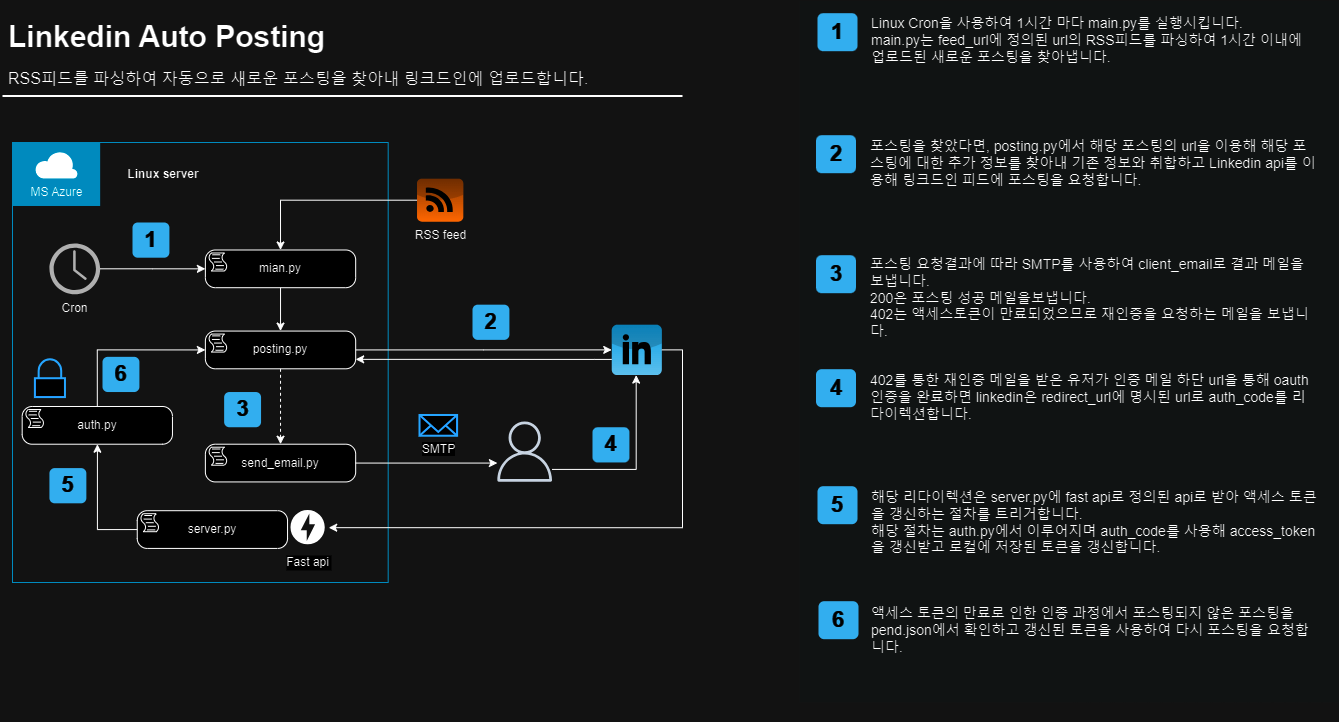 Linkedin Auto Posting
RSS피드를 파싱하여 자동으로 새로운 포스팅을 찾아내 링크드인에 업로드합니다.
MS Azure
Linux server
RSS feed
1
mian.py
Cron
2
posting.py
in
6
3
auth.py
SMTP
4
send_email.py
5
server.py
Fast api
1
Linux Cron을 사용하여 1시간 마다 main.py를 실행시킵니다.
main.py는 feed_url에 정의된 url의 RSS피드를 파싱하여 1시간 이내에
업로드된 새로운 포스팅을 찾아냅니다.
2
포스팅을 찾았다면, posting.py에서 해당 포스팅의 url을 이용해 해당 포
스팅에 대한 추가 정보를 찾아내 기존 정보와 취합하고 Linkedin api를 이
용해 링크드인 피드에 포스팅을 요청합니다.
3
포스팅 요청결과에 따라 SMTP를 사용하여 client_email로 결과 메일을
보냅니다.
200은 포스팅 성공 메일을보냅니다.
402는 액세스토큰이 만료되었으므로 재인증을 요청하는 메일을 보냅니
다.
4
402를 통한 재인증 메일을 받은 유저가 인증 메일 하단 url을 통해 oauth
인증을 완료하면 linkedin은 redirect_url에 명시된 url로 auth_code를 리
다이렉션합니다.
5
해당 리다이렉션은 server.py에 fast api로 정의된 api로 받아 액세스 토큰
을 갱신하는 절차를 트리거합니다.
해당 절차는 auth.py에서 이루어지며 auth_code를 사용해 access_token
을 갱신받고 로컬에 저장된 토큰을 갱신합니다.
6
액세스 토큰의 만료로 인한 인증 과정에서 포스팅되지 않은 포스팅을
pend.json에서 확인하고 갱신된 토큰을 사용하여 다시 포스팅을 요청합
니다.